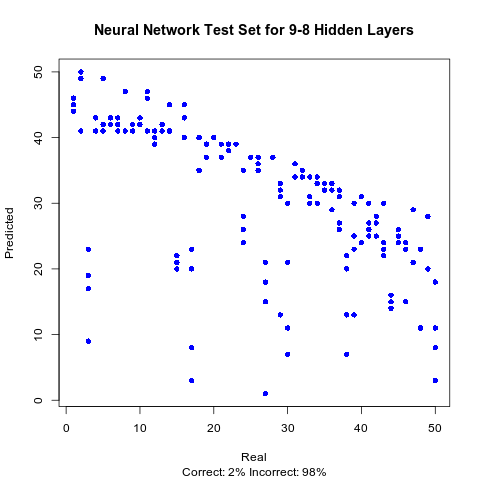 Neural Network Test Set for 9-8 Hidden Layers
Predicted
50
40
30
20
10
0
0 10 20 30 40 50
Real
Correct: 2% Incorrect: 98%